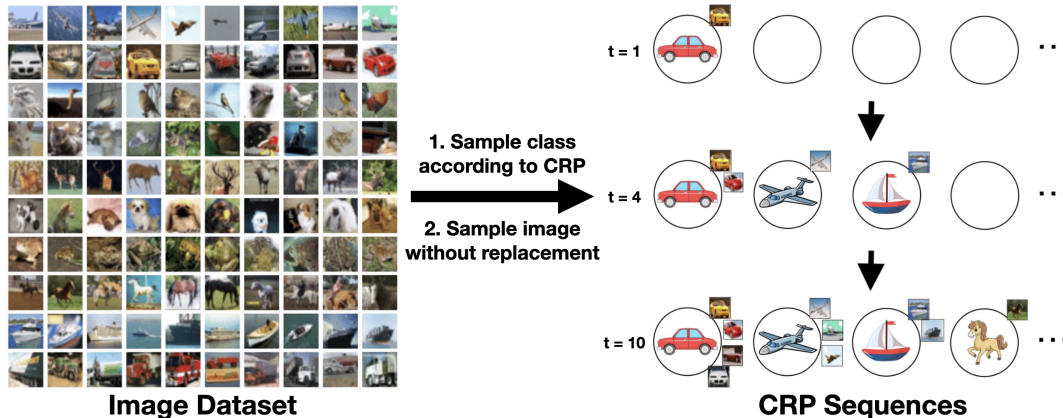 t = 1
. .
1. Sample class
according to CRP
2. Sample image
without replacement
t = 4
. .
t = 10
...
Image Dataset
CRP Sequences